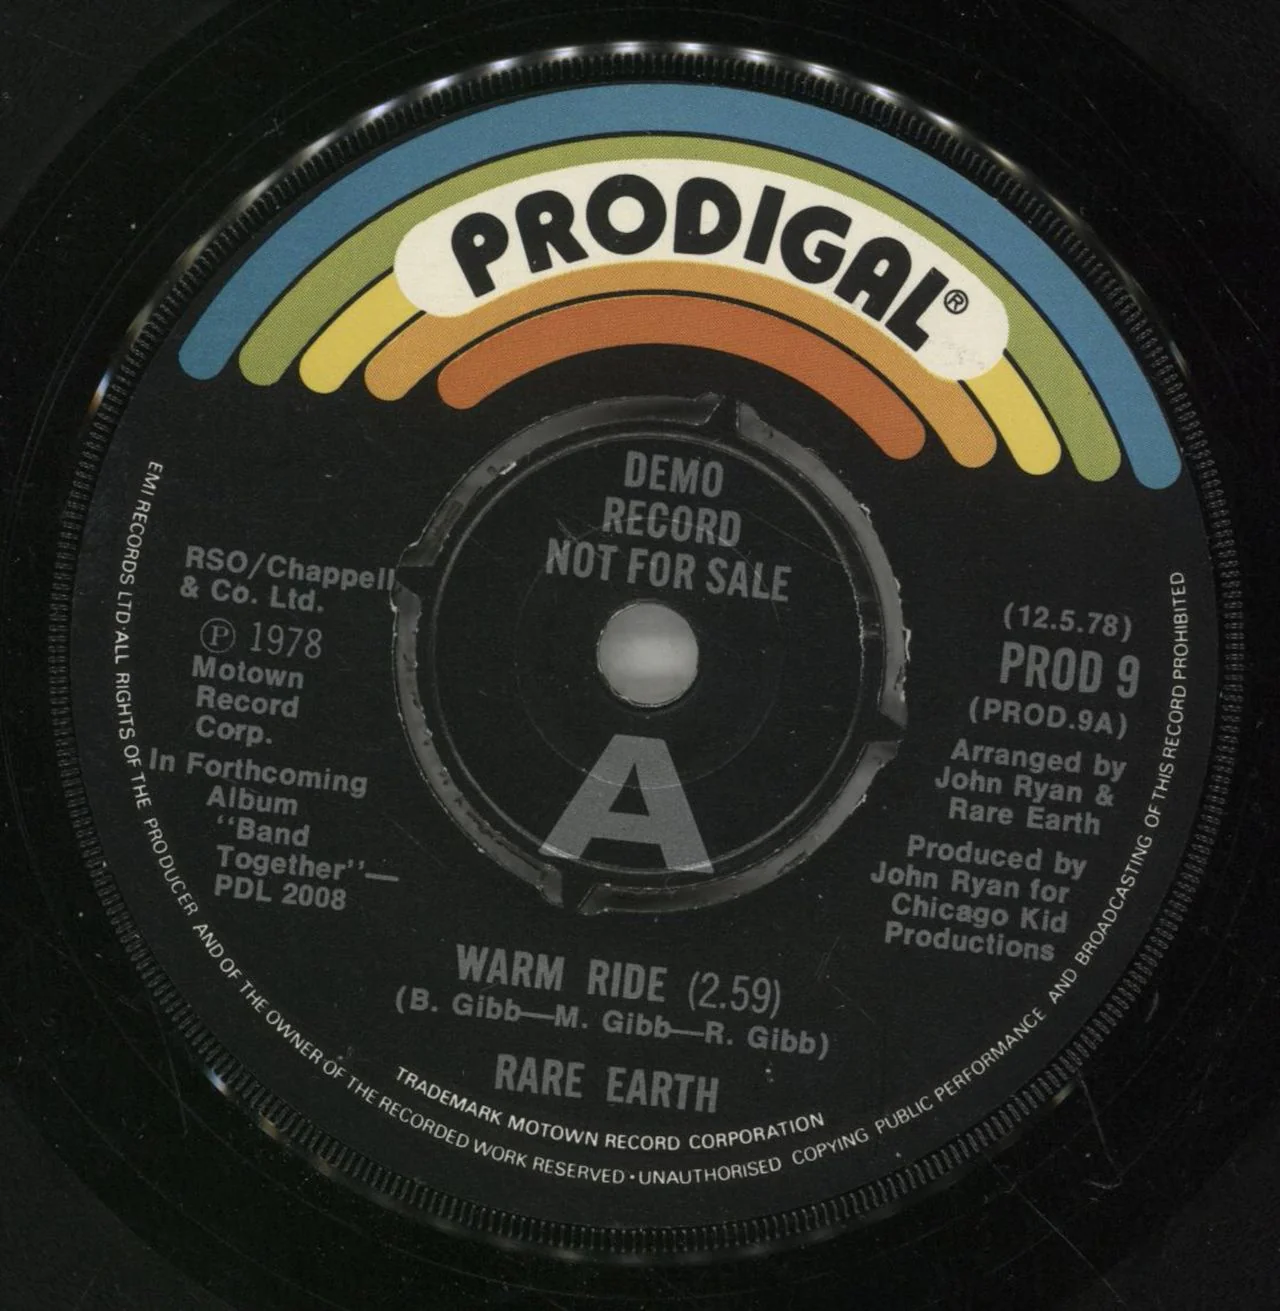 PRODIGAL®
DEMO
RECORD
NOT FOR SALE
RSO/Chappell
& Co. Ltd.
℗ 1978
Motown
Record
Corp.
In Forthcoming
Album
"Band
Together"—
PDL 2008
(12.5.78)
PROD 9
(PROD.9A)
Arranged by
John Ryan &
Rare Earth
Produced by
John Ryan for
Chicago Kid
Productions
A
WARM RIDE (2.59)
(B. Gibb—M. Gibb—R. Gibb)
RARE EARTH
TRADEMARK MOTOWN RECORD CORPORATION
EMI RECORDS LTD·ALL RIGHTS OF THE PRODUCER AND/OF THE OWNER OF THE RECORDED WORK RESERVED·UNAUTHORISED COPYING PUBLIC PERFORMANCE AND BROADCASTING OF THIS RECORD PROHIBITED